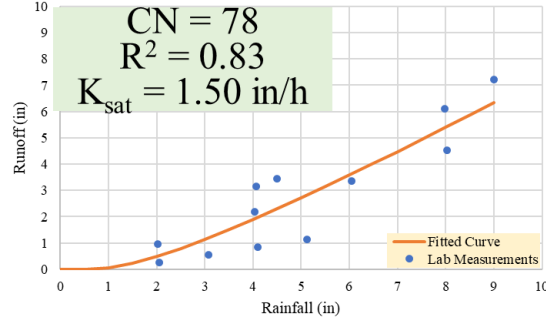 CN = 78
R² = 0.83
Ksat = 1.50 in/h
10
9
8
7
6
5
4
3
2
1
0
Runoff (in)
Fitted Curve
Lab Measurements
0 1 2 3 4 5 6 7 8 9 10
Rainfall (in)